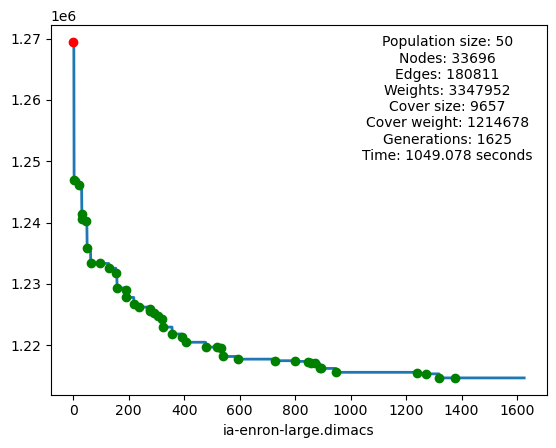 1e6
1.27
1.26
1.25
1.24
1.23
1.22
Population size: 50
Nodes: 33696
Edges: 180811
Weights: 3347952
Cover size: 9657
Cover weight: 1214678
Generations: 1625
Time: 1049.078 seconds
0 200 400 600 800 1000 1200 1400 1600
ia-enron-large.dimacs